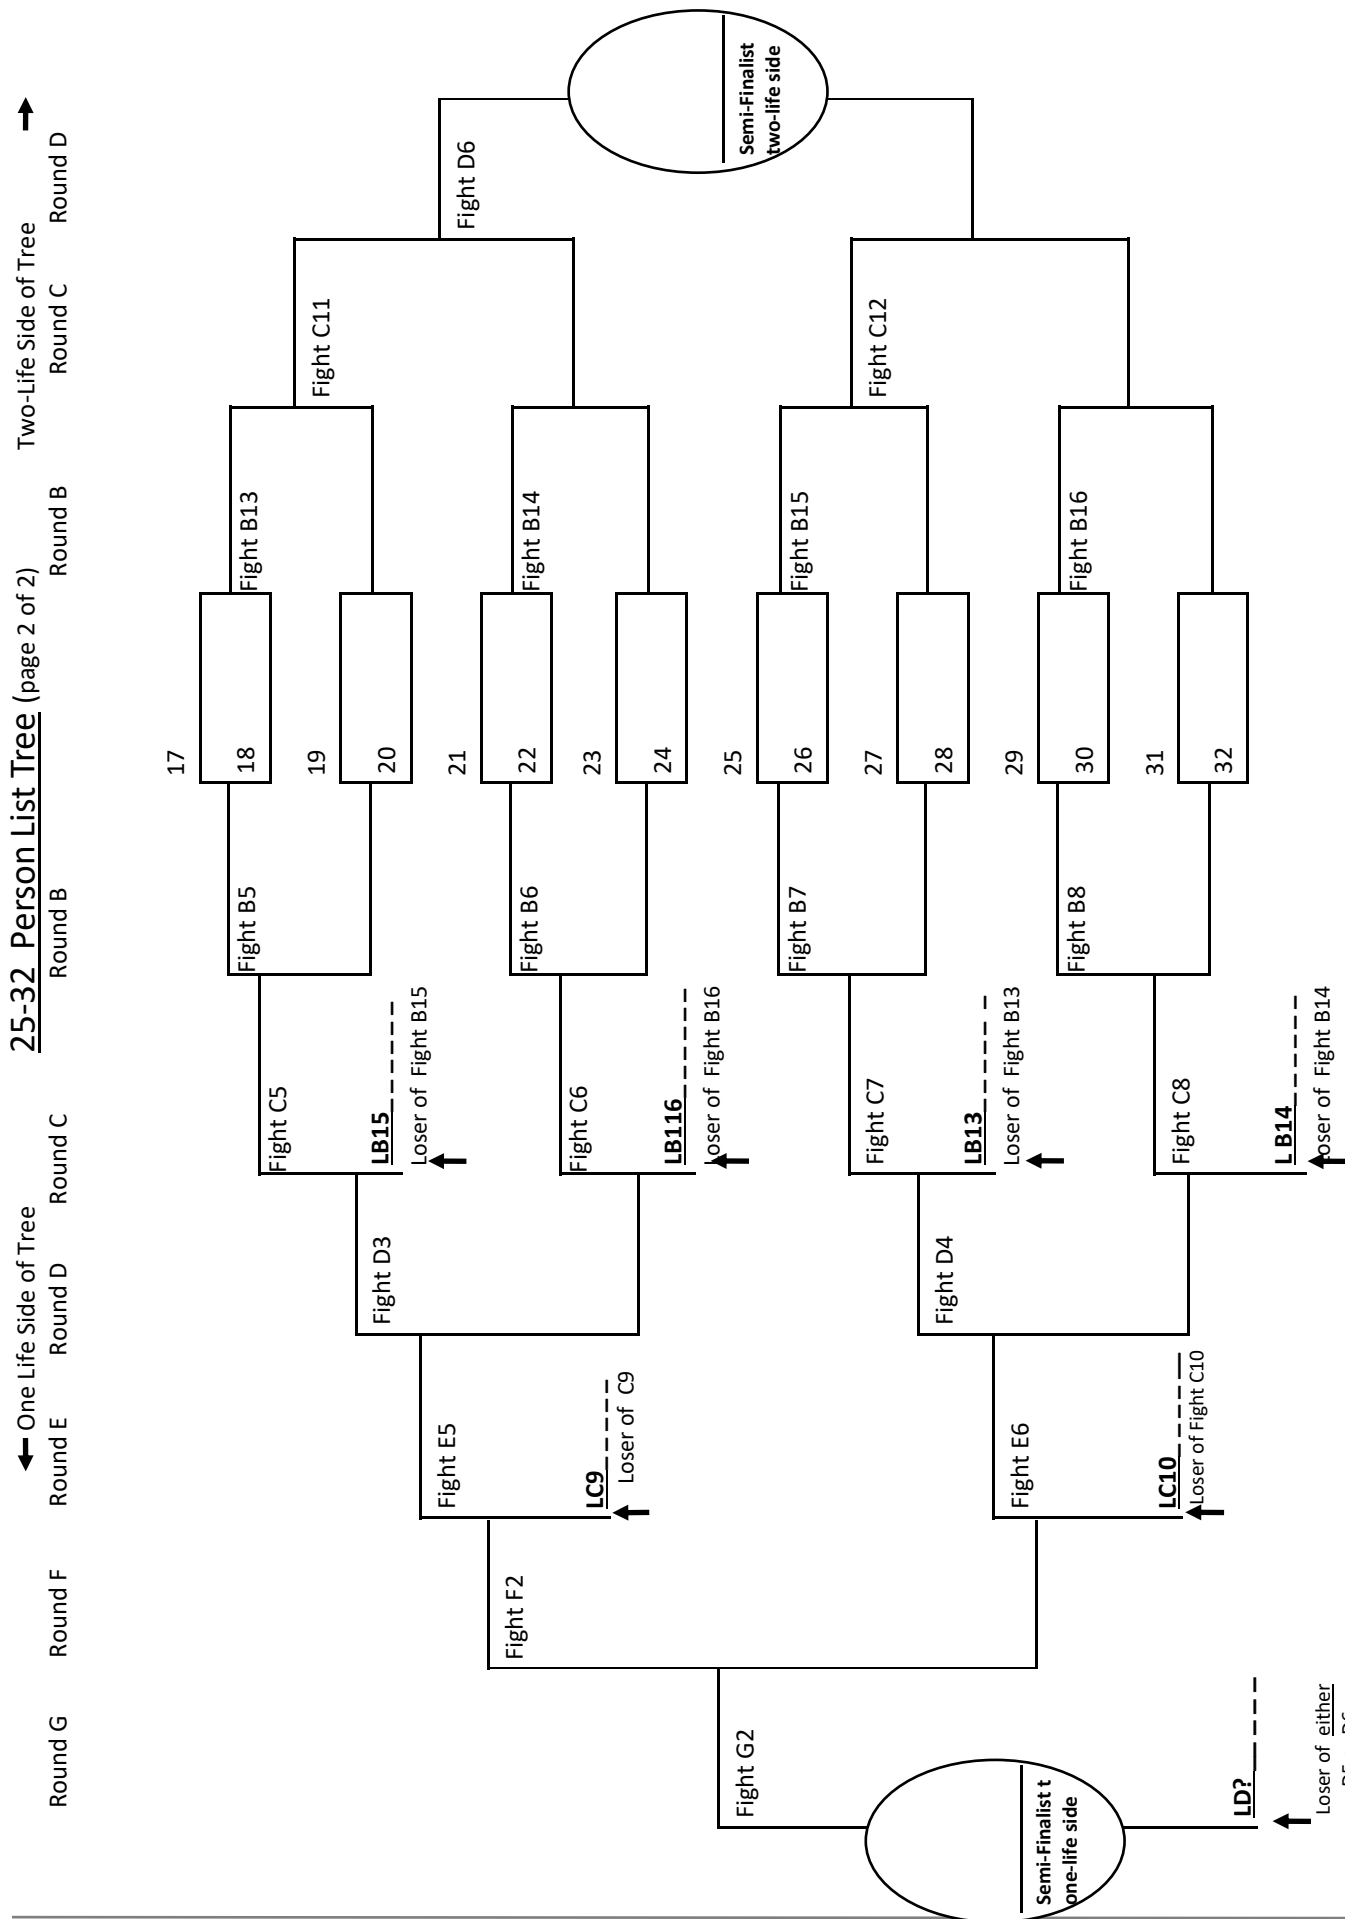 25-32 Person List Tree (page 2 of 2)
One Life Side of Tree
Two-Life Side of Tree
Round G
Round F
Round E
Round D
Round C
Round B
Round B
Round C
Round D
17
18
19
20
21
22
23
24
25
26
27
28
29
30
31
32
Fight B5
Fight B6
Fight B7
Fight B8
Fight B13
Fight B14
Fight B15
Fight B16
Fight C5
LB15
Loser of Fight B15
Fight C6
LB116
Loser of Fight B16
Fight C7
LB13
Loser of Fight B13
Fight C8
L B14
Loser of Fight B14
Fight C11
Fight C12
Fight D3
Fight D4
Fight D6
Fight E5
LC9
Loser of C9
Fight E6
LC10
Loser of Fight C10
Fight F2
Fight G2
LD?
Loser of either
Semi-Finalist t
one-life side
Semi-Finalist
two-life side